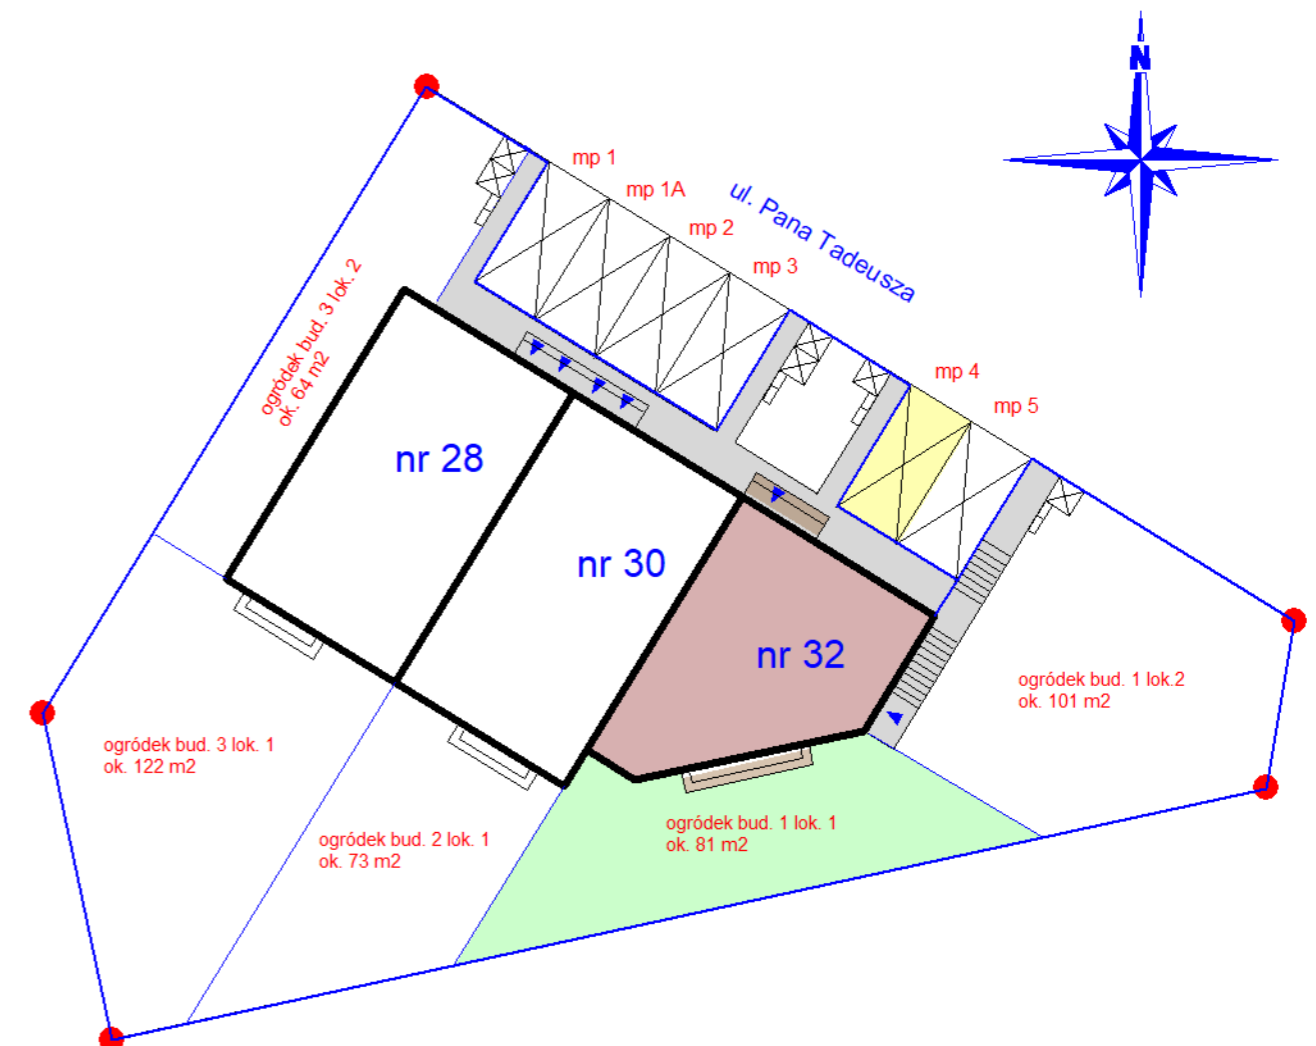 N
mp 1
mp 1A
mp 2
mp 3
ul. Pana Tadeusza
mp 4
mp 5
ogródek bud. 3 lok. 2
ok. 64 m2
nr 28
nr 30
nr 32
ogródek bud. 1 lok.2
ok. 101 m2
ogródek bud. 3 lok. 1
ok. 122 m2
ogródek bud. 2 lok. 1
ok. 73 m2
ogródek bud. 1 lok. 1
ok. 81 m2